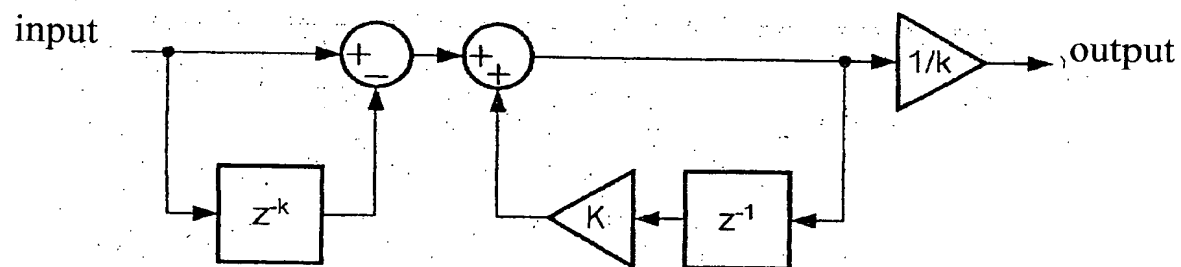 input
+
−
+
+
1/k
output
z-k
K
z-1